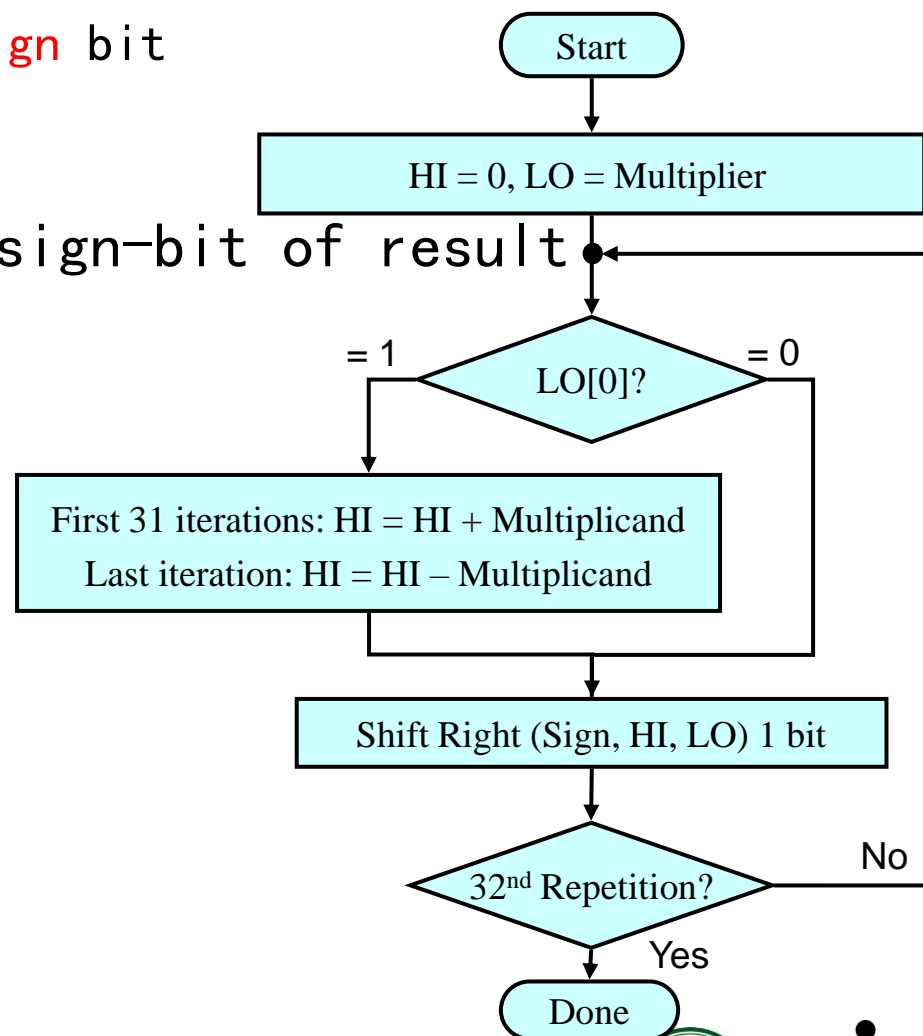 gn bit
Start
HI = 0, LO = Multiplier
sign-bit of result
= 1
= 0
LO[0]?
First 31 iterations: HI = HI + Multiplicand
Last iteration: HI = HI – Multiplicand
Shift Right (Sign, HI, LO) 1 bit
32nd Repetition?
No
Yes
Done